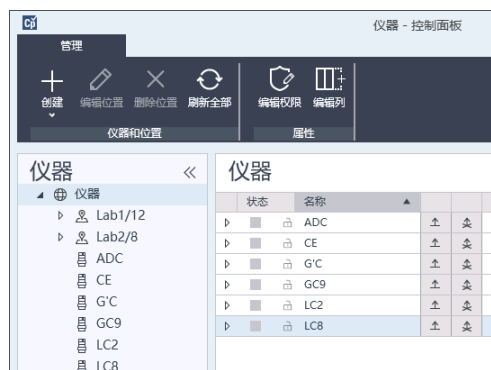 仪器 - 控制面板
管理
创建
编辑位置
删除位置
刷新全部
编辑权限
编辑列
仪器和位置
属性
仪器
仪器
Lab1/12
Lab2/8
ADC
CE
G'C
GC9
LC2
LC8
仪器
状态 名称
ADC
CE
G'C
GC9
LC2
LC8